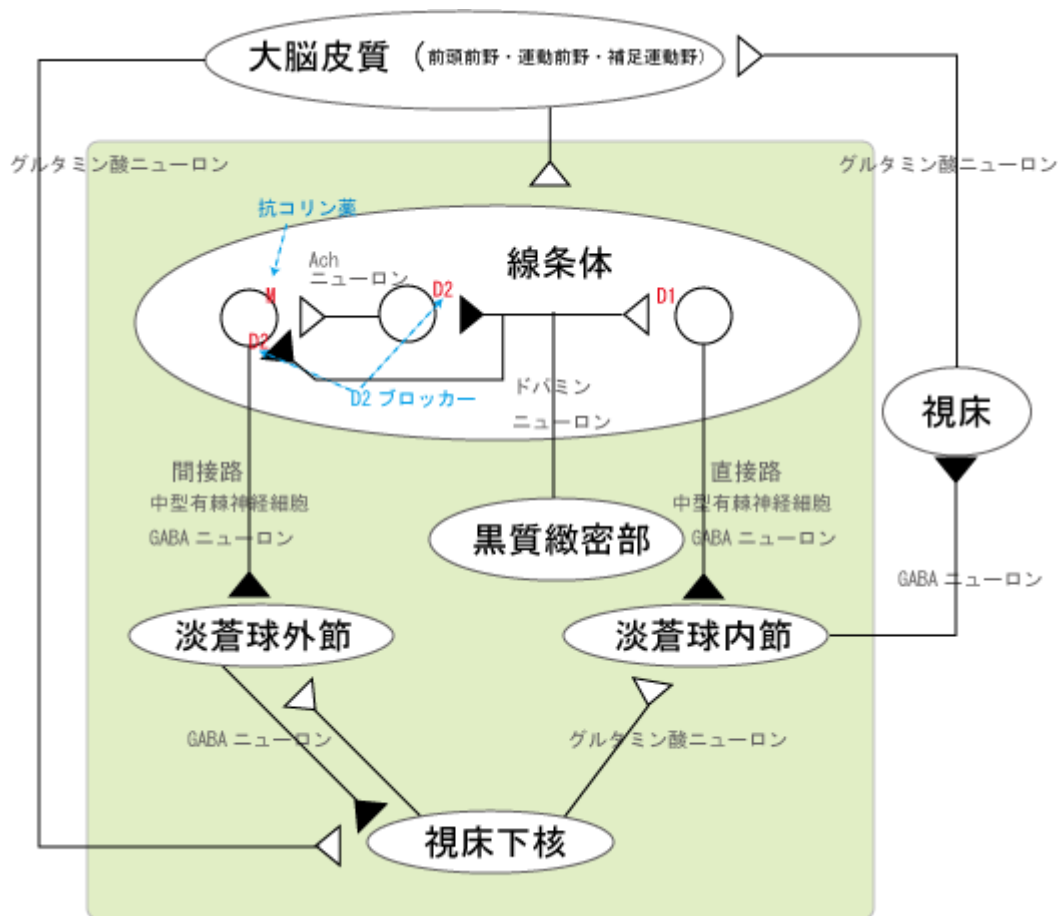 大脳皮質（前頭前野・運動前野・補足運動野）
グルタミン酸ニューロン
グルタミン酸ニューロン
抗コリン薬
線条体
Ach
ニューロン
M
D2
D1
D2
D2 ブロッカー
ドパミン
ニューロン
視床
間接路
中型有棘神経細胞
GABA ニューロン
直接路
中型有棘神経細胞
GABA ニューロン
黒質緻密部
GABA ニューロン
淡蒼球外節
淡蒼球内節
GABA ニューロン
グルタミン酸ニューロン
視床下核